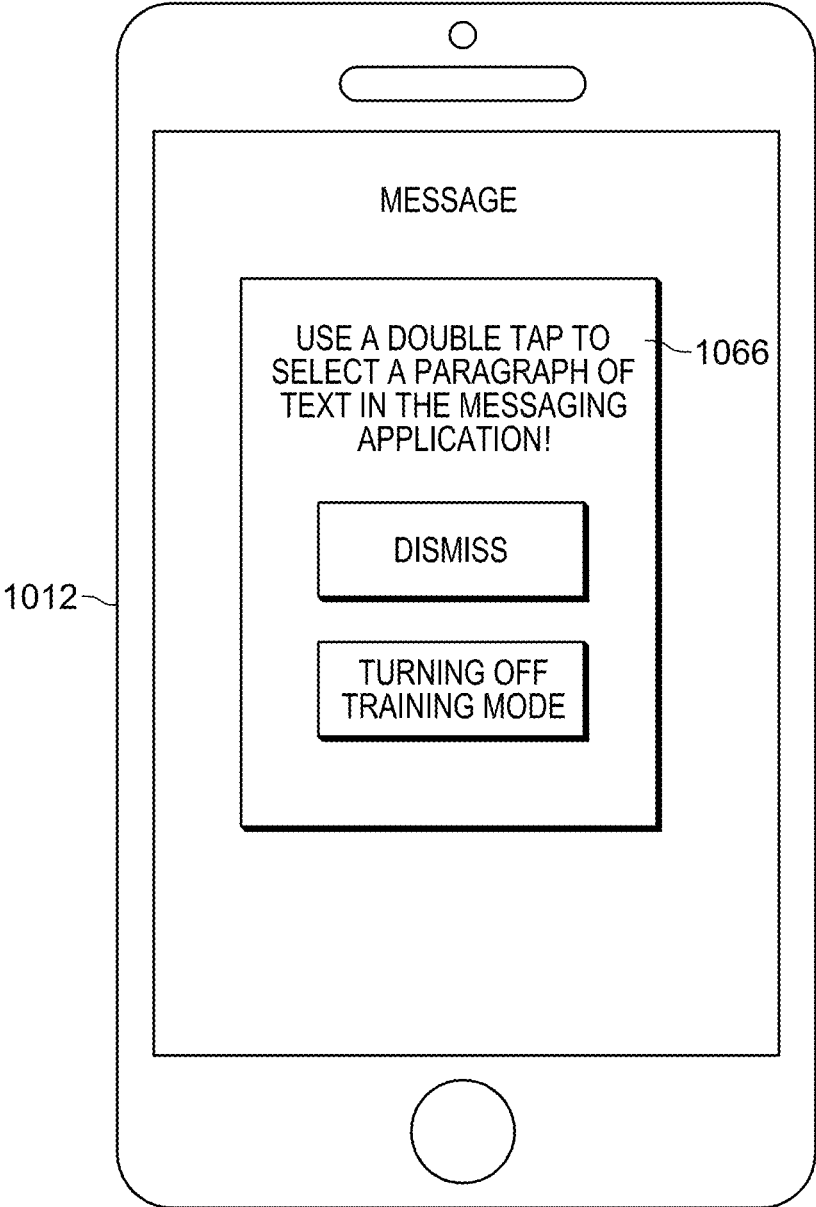 MESSAGE
USE A DOUBLE TAP TO
SELECT A PARAGRAPH OF
TEXT IN THE MESSAGING
APPLICATION!
1066
DISMISS
1012
TURNING OFF
TRAINING MODE